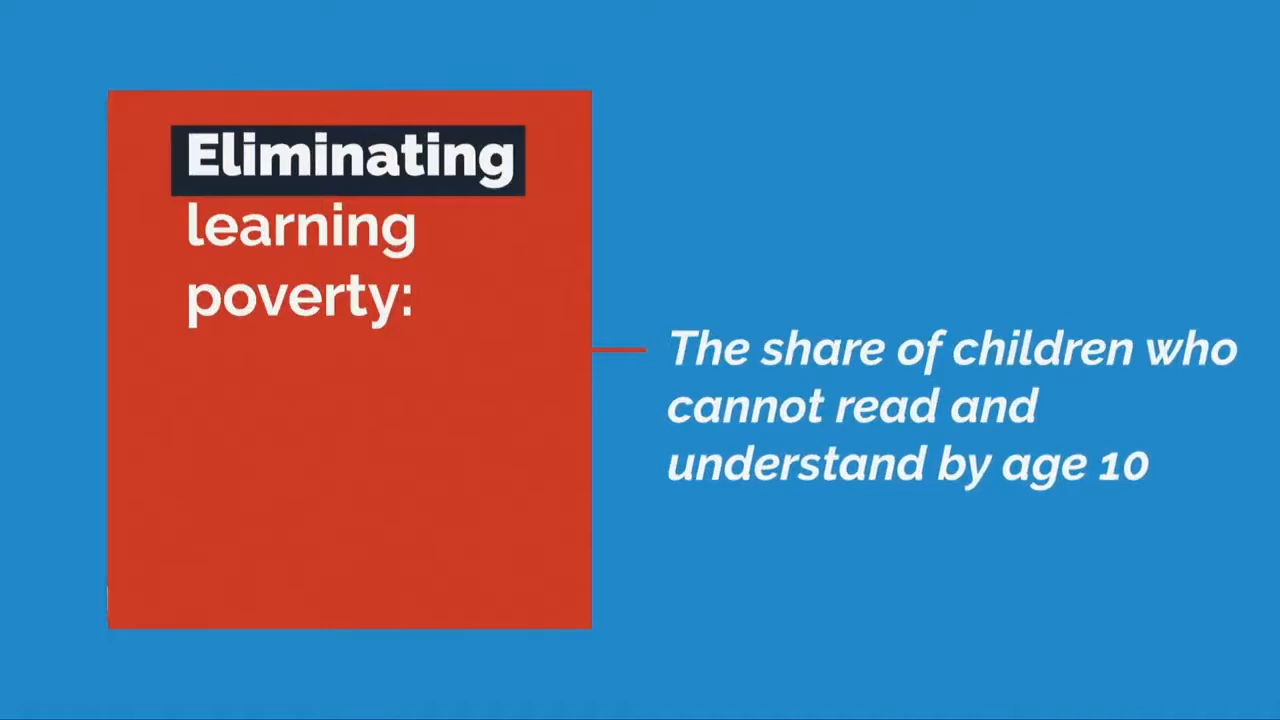 Eliminating
learning
poverty:
The share of children who
cannot read and
understand by age 10